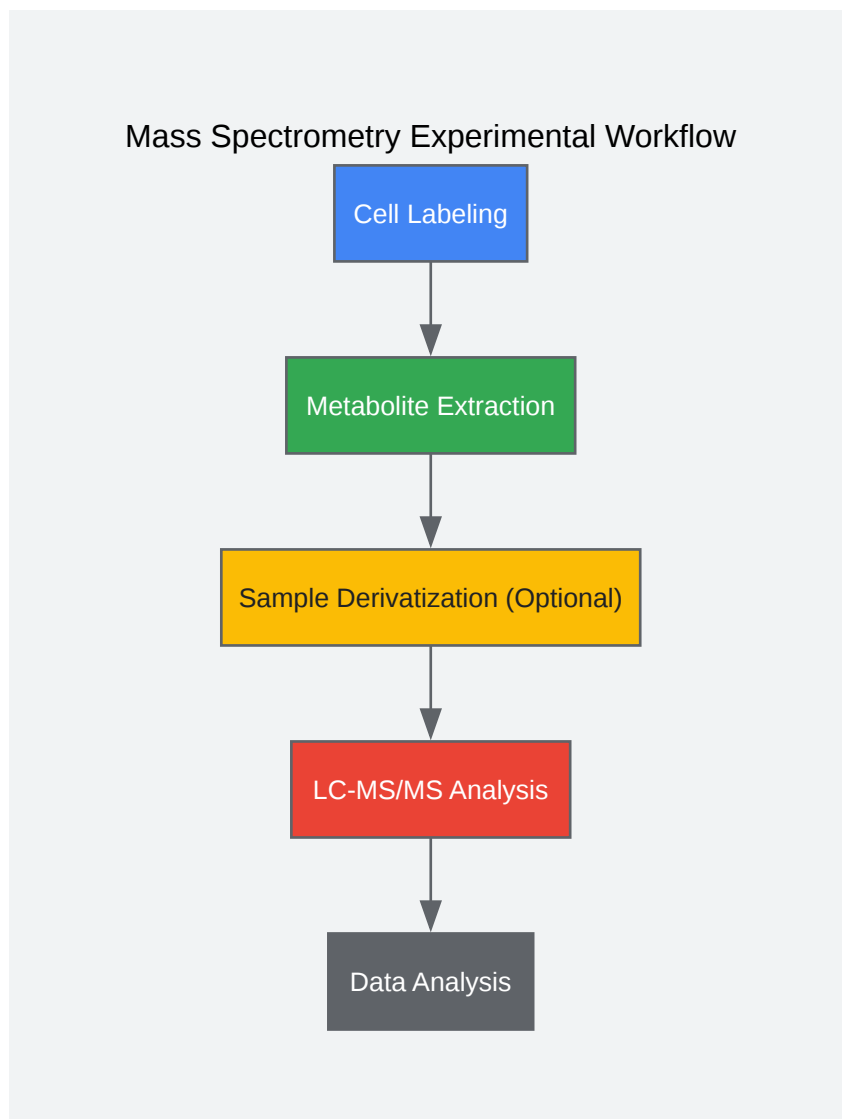 Mass Spectrometry Experimental Workflow
Cell Labeling
Metabolite Extraction
Sample Derivatization (Optional)
LC-MS/MS Analysis
Data Analysis